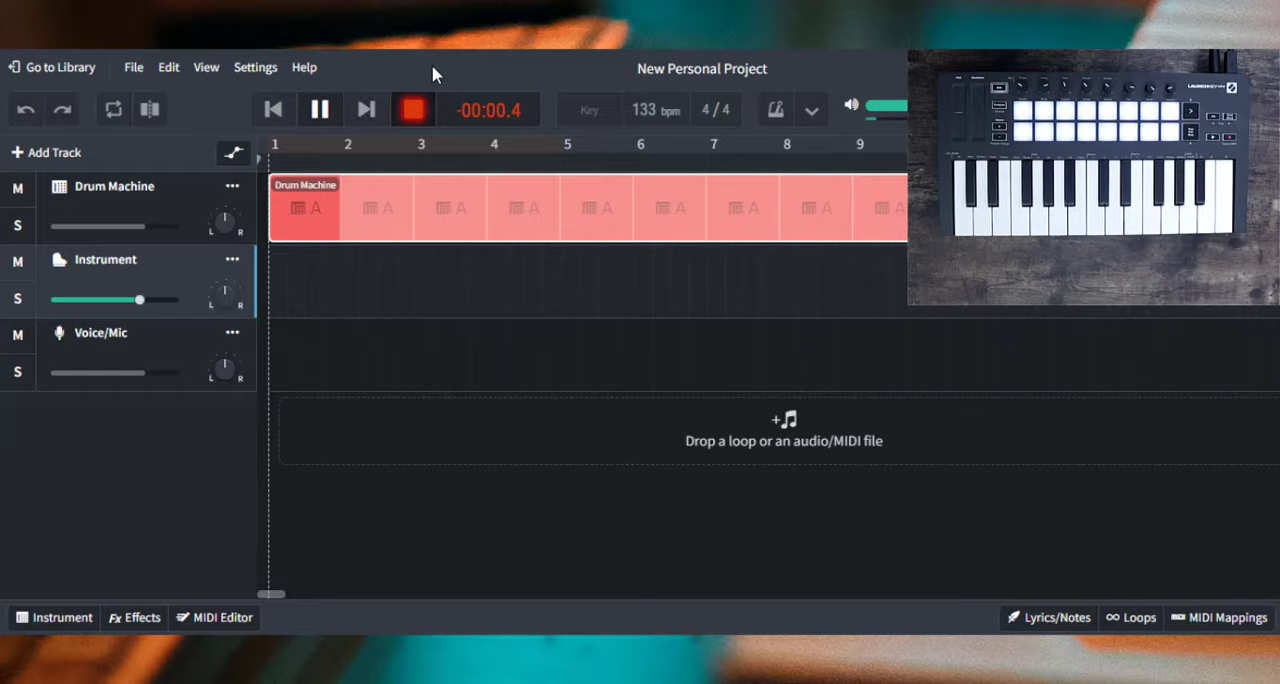 Go to Library File Edit View Settings Help New Personal Project
-00:00.4 Key 133 bpm 4 / 4
+ Add Track 1 2 3 4 5 6 7 8 9
M Drum Machine ••• Drum Machine
A A A A A A A A A
S L R
M Instrument •••
S L R
M Voice/Mic •••
S L R
Drop a loop or an audio/MIDI file
Instrument Fx Effects MIDI Editor Lyrics/Notes Loops MIDI Mappings
LAUNCHKEY MINI